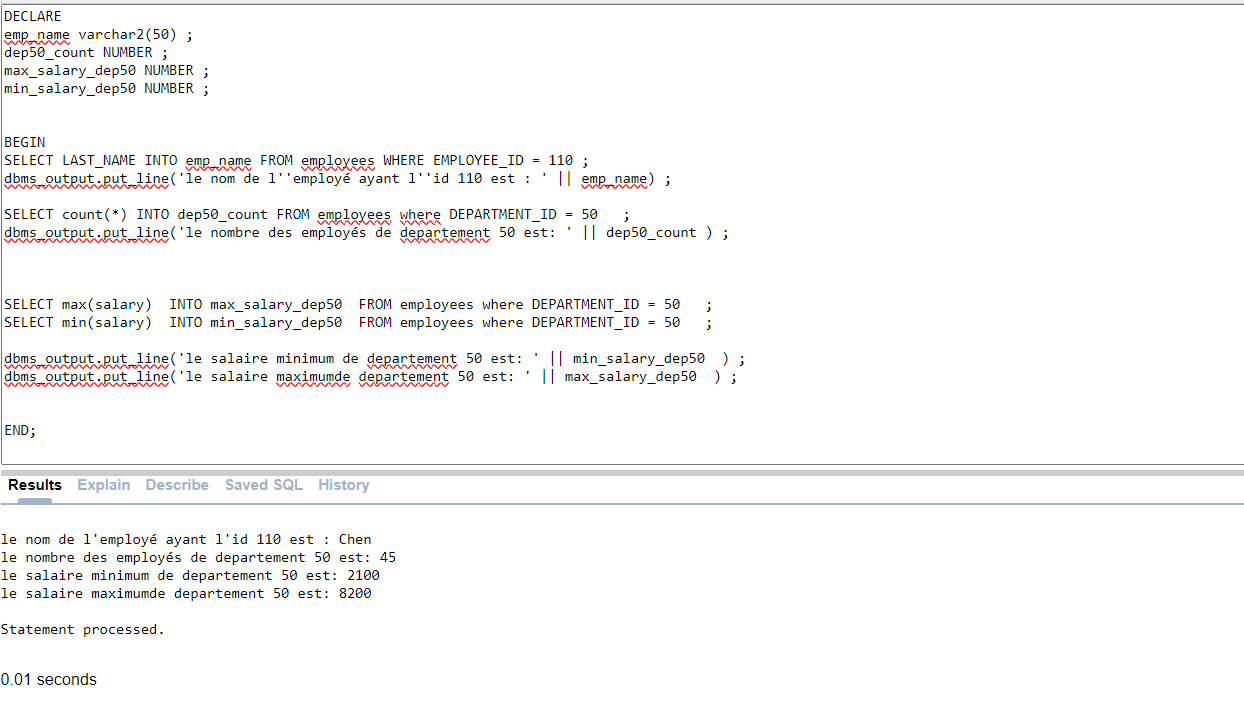 DECLARE
emp_name varchar2(50) ;
dep50_count NUMBER ;
max_salary_dep50 NUMBER ;
min_salary_dep50 NUMBER ;
BEGIN
SELECT LAST_NAME INTO emp_name FROM employees WHERE EMPLOYEE_ID = 110 ;
dbms_output.put_line('le nom de l''employé ayant l''id 110 est : ' || emp_name) ;
SELECT count(*) INTO dep50_count FROM employees where DEPARTMENT_ID = 50   ;
dbms_output.put_line('le nombre des employés de departement 50 est: ' || dep50_count ) ;
SELECT max(salary)  INTO max_salary_dep50  FROM employees where DEPARTMENT_ID = 50   ;
SELECT min(salary)  INTO min_salary_dep50  FROM employees where DEPARTMENT_ID = 50   ;
dbms_output.put_line('le salaire minimum de departement 50 est: ' || min_salary_dep50  ) ;
dbms_output.put_line('le salaire maximumde departement 50 est: ' || max_salary_dep50  ) ;
END;
Results Explain Describe Saved SQL History
le nom de l'employé ayant l'id 110 est : Chen
le nombre des employés de departement 50 est: 45
le salaire minimum de departement 50 est: 2100
le salaire maximumde departement 50 est: 8200
Statement processed.
0.01 seconds